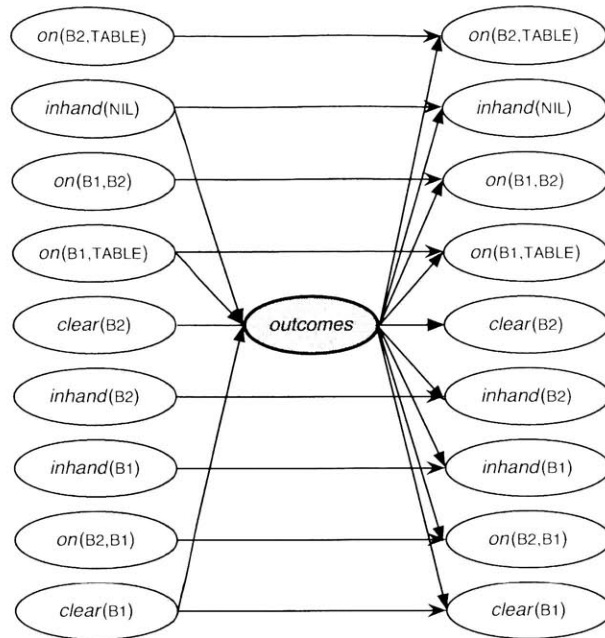 on(B2,TABLE) on(B2,TABLE)
inhand(NIL) inhand(NIL)
on(B1,B2) on(B1,B2)
on(B1,TABLE) on(B1,TABLE)
clear(B2) outcomes clear(B2)
inhand(B2) inhand(B2)
inhand(B1) inhand(B1)
on(B2,B1) on(B2,B1)
clear(B1) clear(B1)